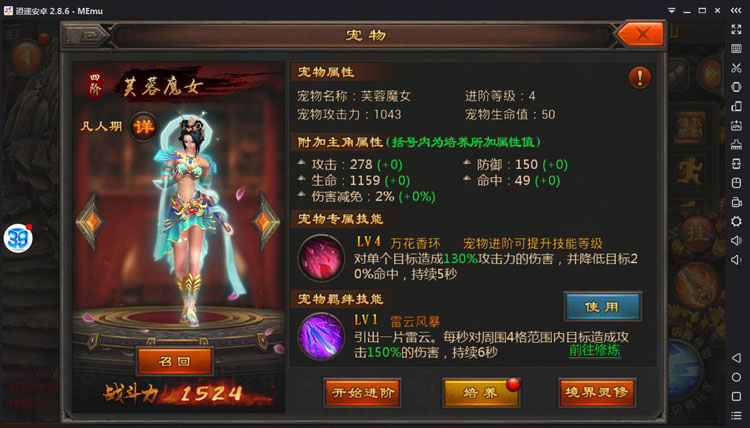 逍遥安卓 2.8.6 - MEmu
宠物
四阶
芙蓉魔女
凡人期 详
宠物属性
宠物名称：芙蓉魔女 进阶等级：4
宠物攻击力：1043 宠物生命值：50
附加主角属性(括号内为培养所加属性值)
攻击：278 (+0) 防御：150 (+0)
生命：1159 (+0) 命中：49 (+0)
伤害减免：2% (+0%)
宠物专属技能
LV4 万花香环 宠物进阶可提升技能等级
对单个目标造成130%攻击力的伤害，并降低目标2
0%命中，持续5秒
宠物羁绊技能
LV1 雷云风暴
使用
引出一片雷云。每秒对周围4格范围内目标造成攻
击150%的伤害，持续6秒
前往修炼
召回
战斗力 1524
开始进阶 培养 境界灵修
39
挂